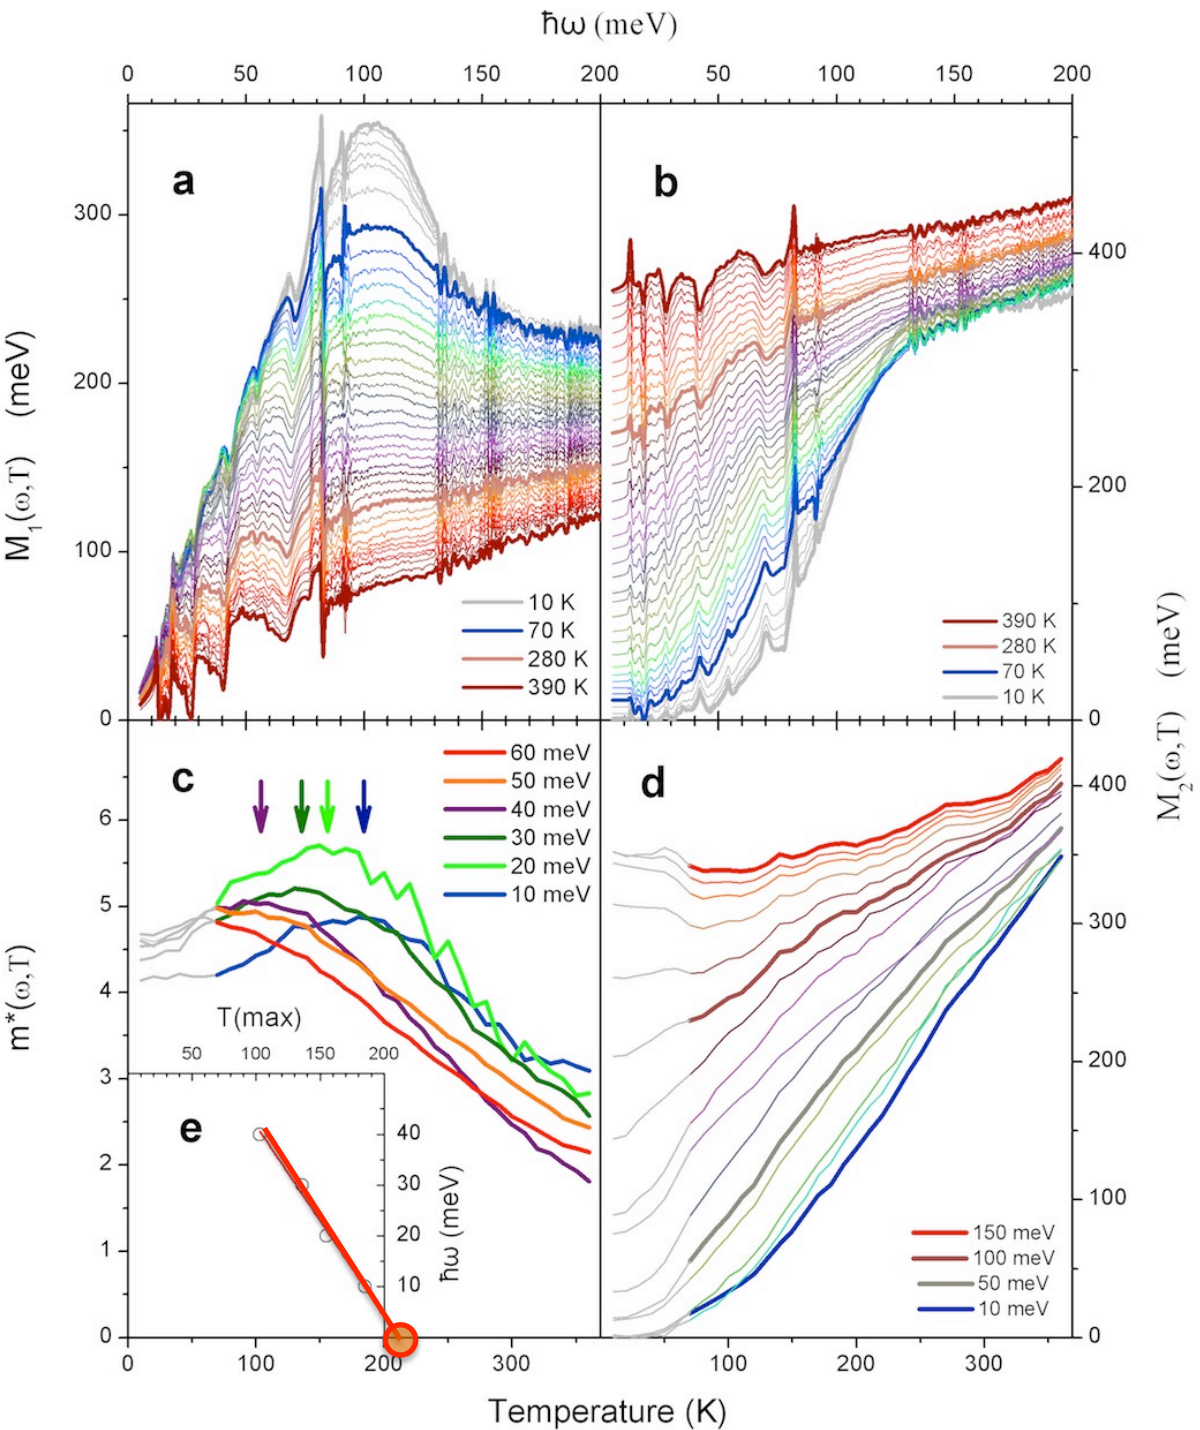 ħω (meV)
0 50 100 150 200 50 100 150 200
a
b
300
200
100
0
M1(ω,T) (meV)
400
200
0
M2(ω,T) (meV)
10 K
70 K
280 K
390 K
390 K
280 K
70 K
10 K
c
60 meV
50 meV
40 meV
30 meV
20 meV
10 meV
d
6
5
4
3
2
1
0
m*(ω,T)
T(max)
50 100 150 200
e
40
30
20
10
ħω (meV)
400
300
200
100
0
150 meV
100 meV
50 meV
10 meV
0 100 200 300 100 200 300
Temperature (K)